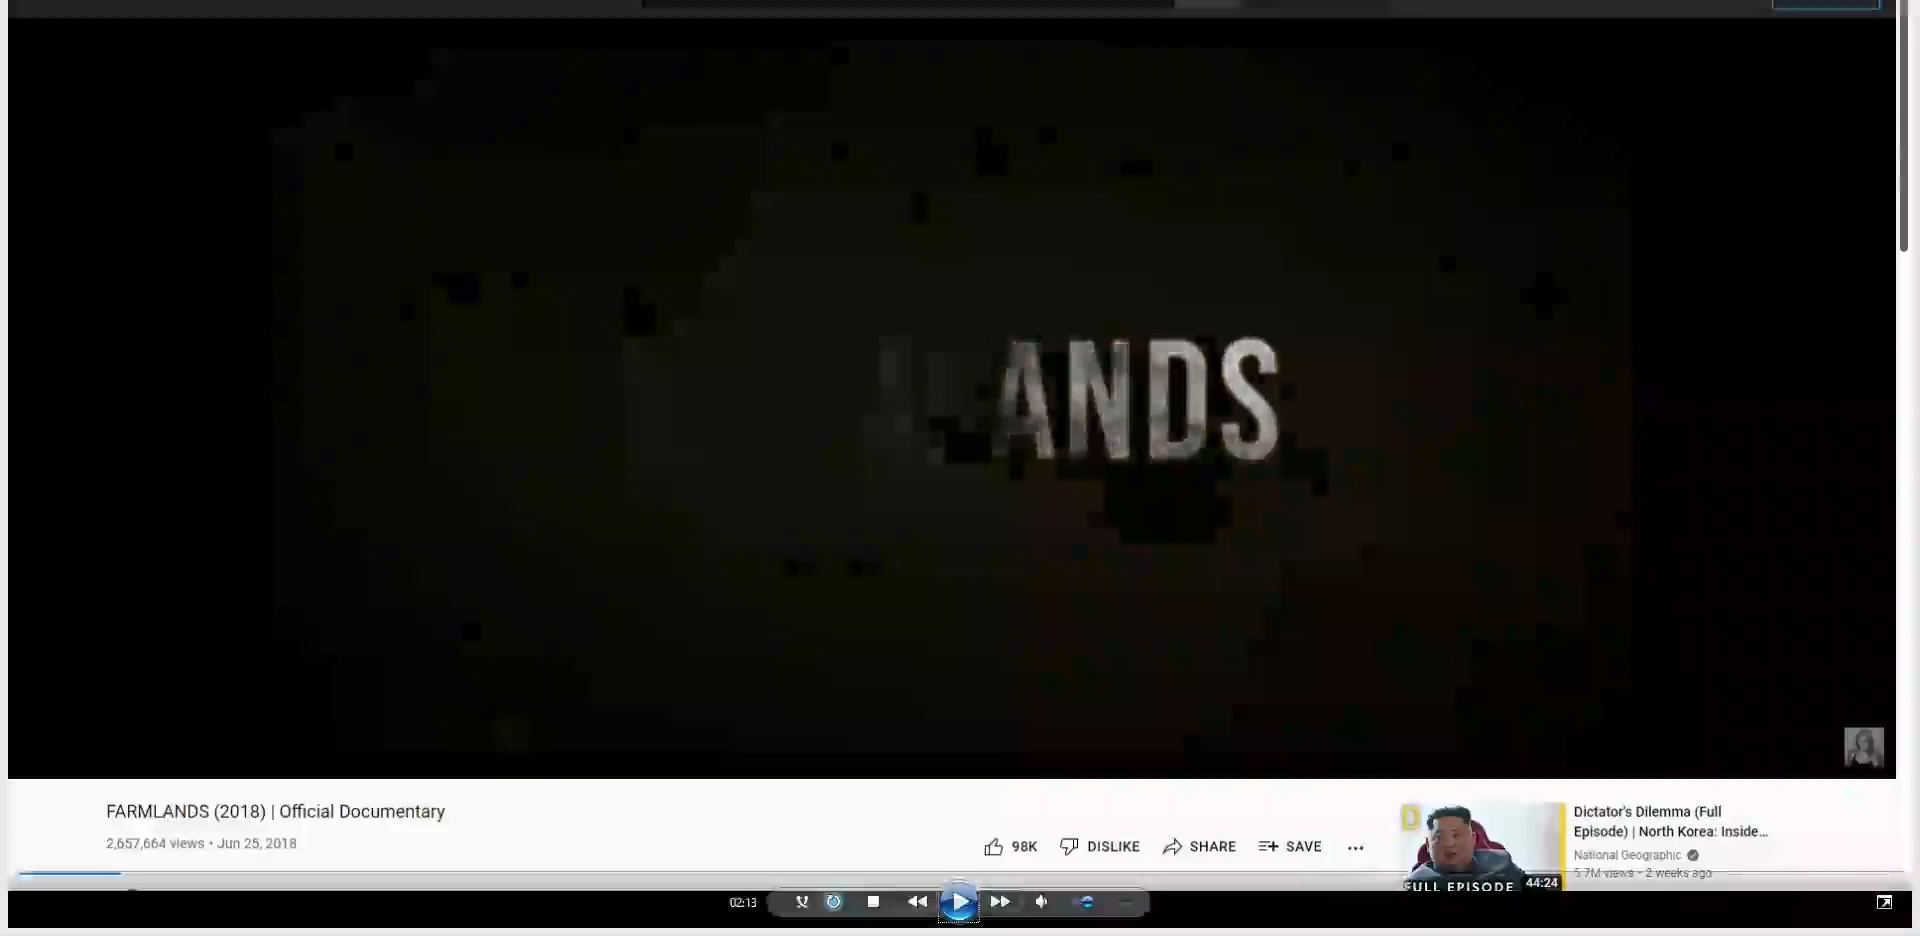 ANDS
FARMLANDS (2018) | Official Documentary
2,657,664 views • Jun 25, 2018
98K DISLIKE SHARE SAVE ...
FULL EPISODE
44:24
Dictator's Dilemma (Full
Episode) | North Korea: Inside...
National Geographic
5.7M views • 2 weeks ago
02:13